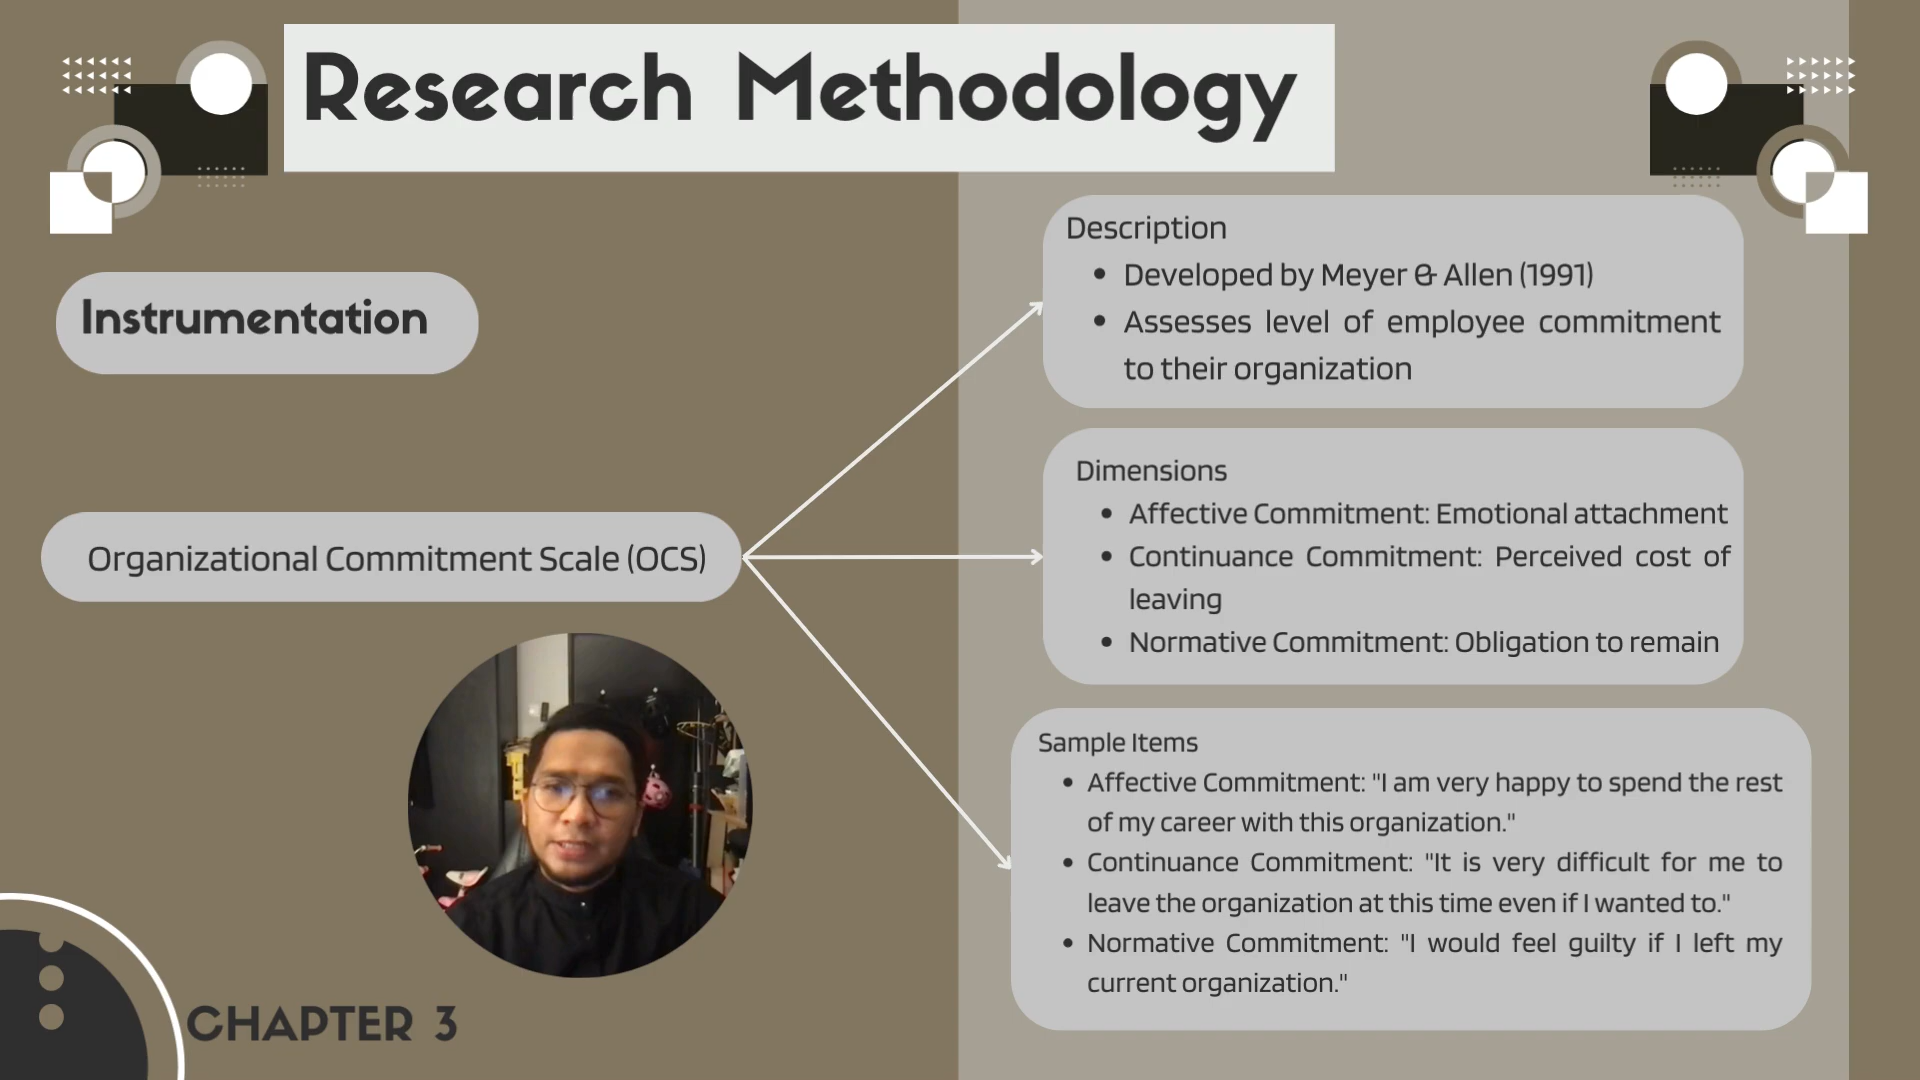 Research Methodology
Instrumentation
Organizational Commitment Scale (OCS)
Description
• Developed by Meyer & Allen (1991)
• Assesses level of employee commitment
to their organization
Dimensions
• Affective Commitment: Emotional attachment
• Continuance Commitment: Perceived cost of
leaving
• Normative Commitment: Obligation to remain
Sample Items
• Affective Commitment: "I am very happy to spend the rest
of my career with this organization."
• Continuance Commitment: "It is very difficult for me to
leave the organization at this time even if I wanted to."
• Normative Commitment: "I would feel guilty if I left my
current organization."
CHAPTER 3